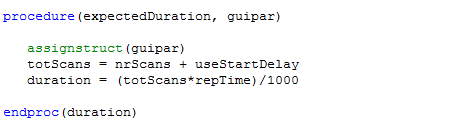 procedure(expectedDuration, guipar)
assignstruct(guipar)
totScans = nrScans + useStartDelay
duration = (totScans*repTime)/1000
endproc(duration)